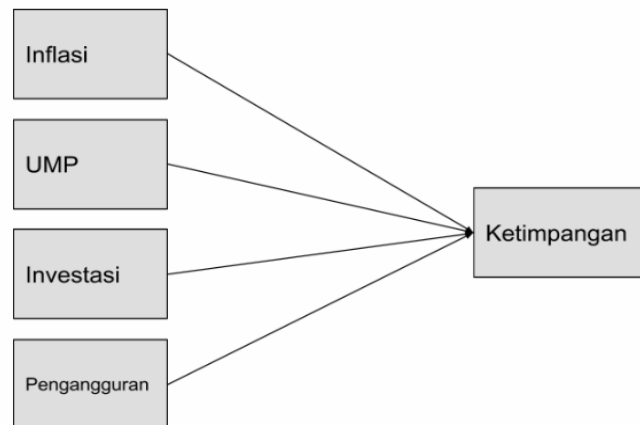 Inflasi
UMP
Investasi
Pengangguran
Ketimpangan